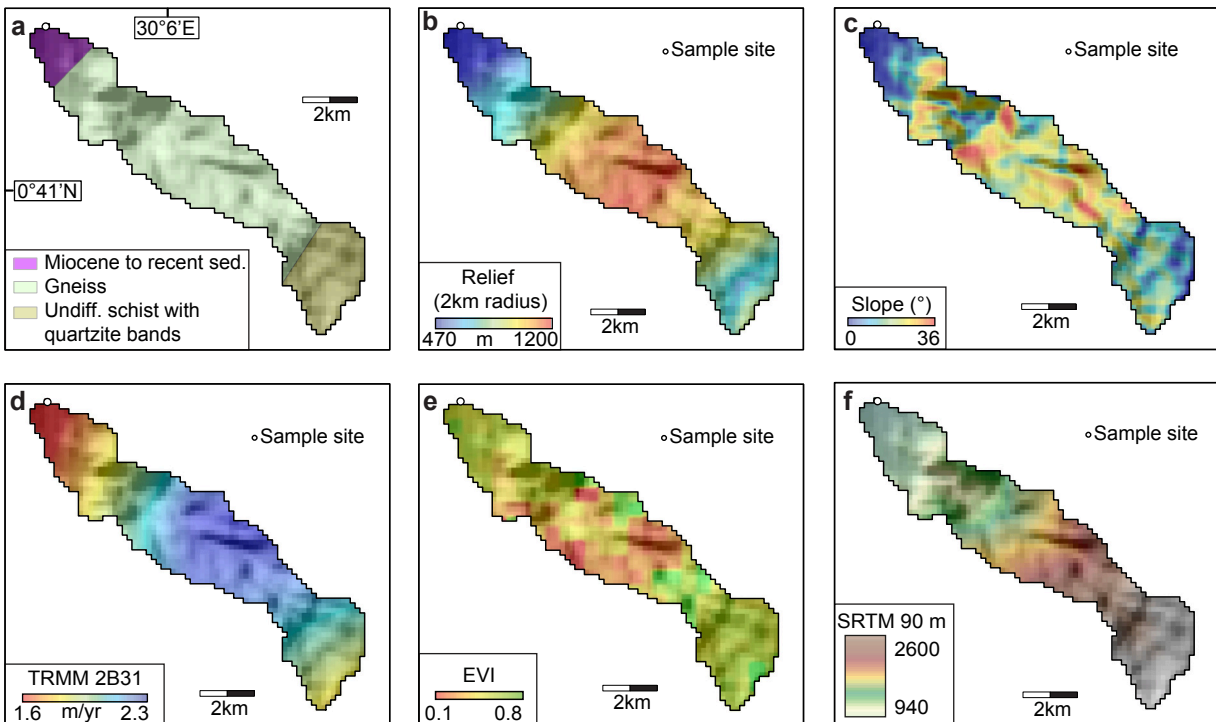 a
30°6'E
2km
0°41'N
Miocene to recent sed.
Gneiss
Undiff. schist with
quartzite bands
b
Sample site
Relief
(2km radius)
470 m 1200
2km
c
Sample site
Slope (°)
0 36
2km
d
Sample site
TRMM 2B31
1.6 m/yr 2.3
2km
e
Sample site
EVI
0.1 0.8
2km
f
Sample site
SRTM 90 m
2600
940
2km